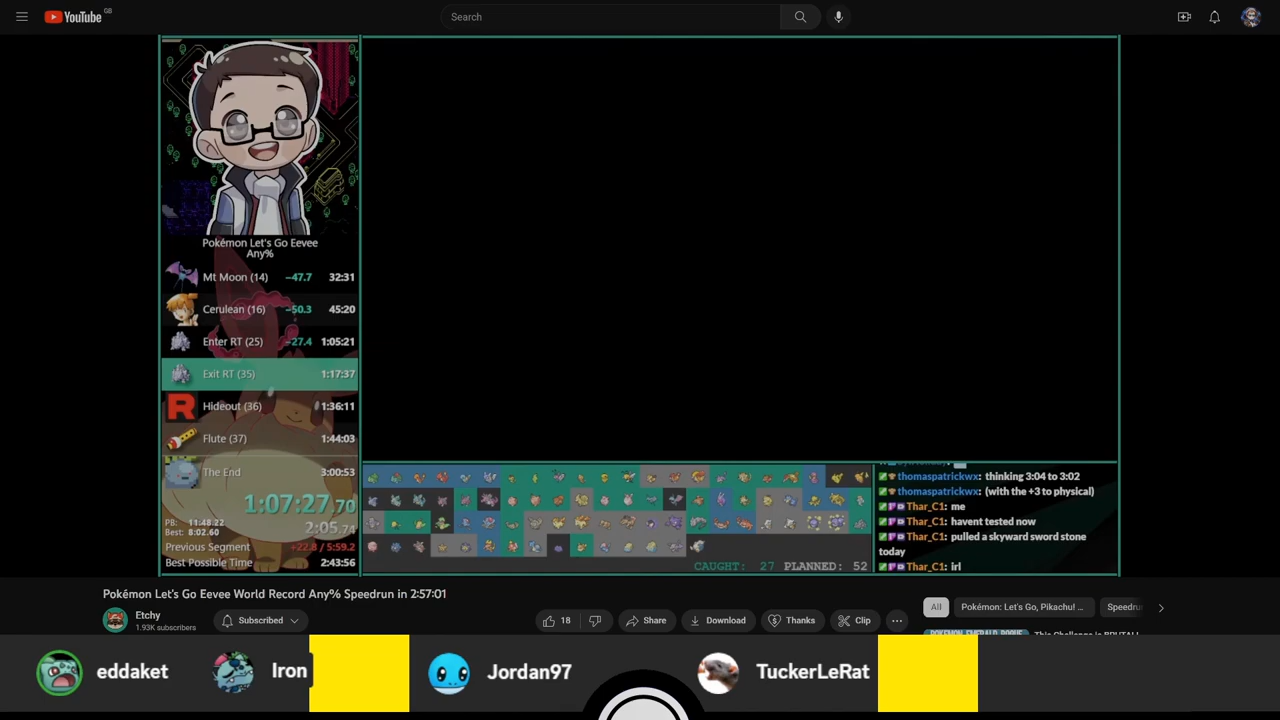 YouTube GB
Search
Pokémon Let's Go Eevee
Any%
Mt Moon (14) −47.7 32:31
Cerulean (16) −50.3 45:20
Enter RT (25) −27.4 1:05:21
Exit RT (35) 1:17:37
Hideout (36) 1:36:11
Flute (37) 1:44:03
The End 3:00:53
1:07:27.70
PB: 11:48.22
Best: 8:02.60
2:05.74
Previous Segment +22.8 / 5:59.2
Best Possible Time 2:43:56
CAUGHT: 27 PLANNED: 52
thomaspatrickwx: thinking 3:04 to 3:02
thomaspatrickwx: (with the +3 to physical)
Thar_C1: me
Thar_C1: havent tested now
Thar_C1: pulled a skyward sword stone
today
Thar_C1: irl
Pokémon Let's Go Eevee World Record Any% Speedrun in 2:57:01
Etchy
1.93K subscribers
Subscribed
18
Share
Download
Thanks
Clip
All
Pokémon: Let's Go, Pikachu! ...
Speedru
POKEMON EMERALD ROGUE
This Challenge is BRUTAL!
eddaket
Iron
Jordan97
TuckerLeRat